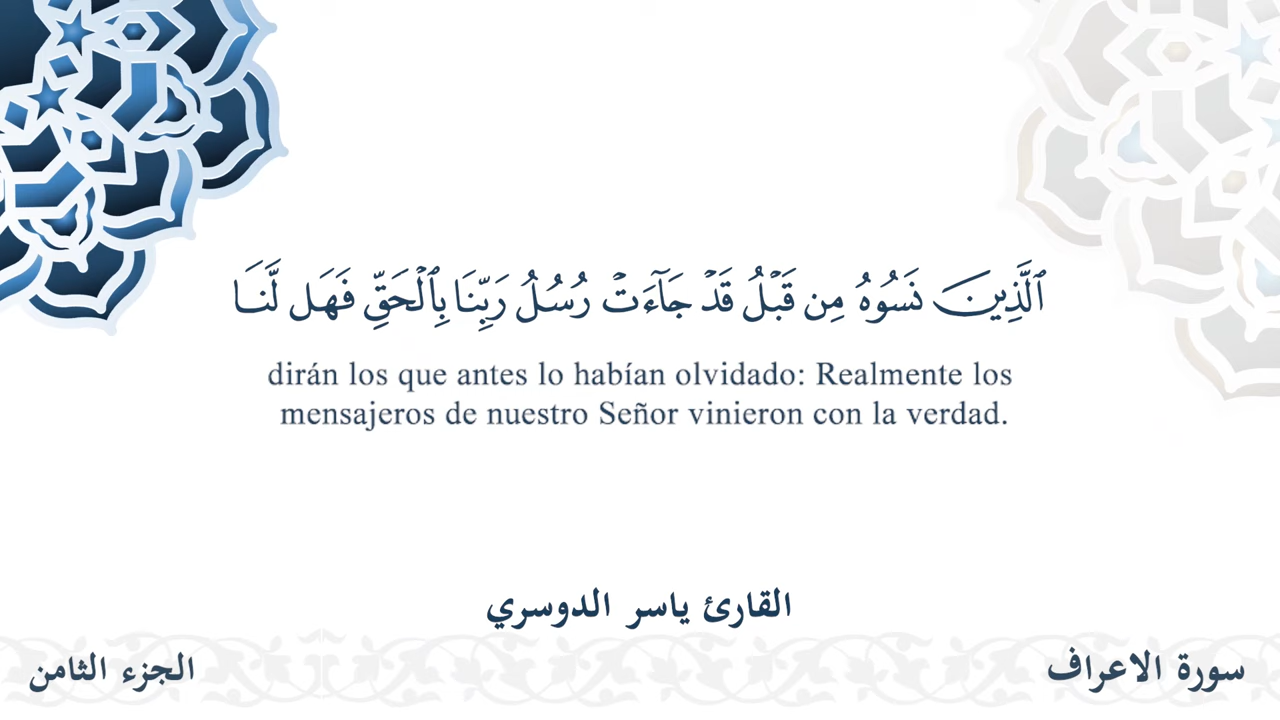 ٱلَّذِينَ نَسُوهُ مِن قَبۡلُ قَدۡ جَآءَتۡ رُسُلُ رَبِّنَا بِٱلۡحَقِّ فَهَل لَّنَا
dirán los que antes lo habían olvidado: Realmente los
mensajeros de nuestro Señor vinieron con la verdad.
القارئ ياسر الدوسري
سورة الاعراف
الجزء الثامن